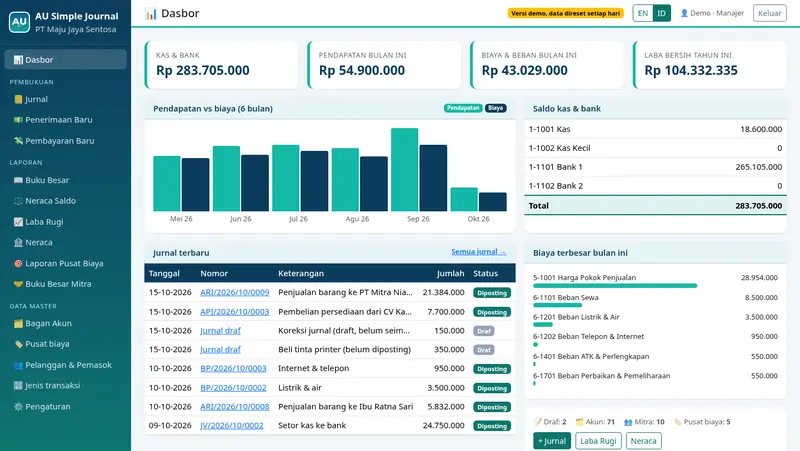 AU
AU Simple Journal
PT Maju Jaya Sentosa
Dasbor
PEMBUKUAN
Jurnal
Penerimaan Baru
Pembayaran Baru
LAPORAN
Buku Besar
Neraca Saldo
Laba Rugi
Neraca
Laporan Pusat Biaya
Buku Besar Mitra
DATA MASTER
Bagan Akun
Pusat biaya
Pelanggan & Pemasok
Jenis transaksi
Pengaturan
Dasbor
Versi demo, data direset setiap hari
EN ID
Demo · Manajer
Keluar
KAS & BANK
Rp 283.705.000
PENDAPATAN BULAN INI
Rp 54.900.000
BIAYA & BEBAN BULAN INI
Rp 43.029.000
LABA BERSIH TAHUN INI
Rp 104.332.335
Pendapatan vs biaya (6 bulan)
Pendapatan Biaya
Mei 26 Jun 26 Jul 26 Agu 26 Sep 26 Okt 26
Saldo kas & bank
1-1001 Kas 18.600.000
1-1002 Kas Kecil 0
1-1101 Bank 1 265.105.000
1-1102 Bank 2 0
Total 283.705.000
Jurnal terbaru
Semua jurnal →
Tanggal Nomor Keterangan Jumlah Status
15-10-2026 ARI/2026/10/0009 Penjualan barang ke PT Mitra Nia... 21.384.000 Diposting
15-10-2026 API/2026/10/0003 Pembelian persediaan dari CV Ka... 7.700.000 Diposting
15-10-2026 Jurnal draf Koreksi jurnal (draft, belum seim... 150.000 Draf
15-10-2026 Jurnal draf Beli tinta printer (belum diposting) 350.000 Draf
10-10-2026 BP/2026/10/0003 Internet & telepon 950.000 Diposting
10-10-2026 BP/2026/10/0002 Listrik & air 3.500.000 Diposting
10-10-2026 ARI/2026/10/0008 Penjualan barang ke Ibu Ratna Sari 5.832.000 Diposting
09-10-2026 JV/2026/10/0002 Setor kas ke bank 24.750.000 Diposting
Biaya terbesar bulan ini
5-1001 Harga Pokok Penjualan 28.954.000
6-1101 Beban Sewa 8.500.000
6-1201 Beban Listrik & Air 3.500.000
6-1202 Beban Telepon & Internet 950.000
6-1401 Beban ATK & Perlengkapan 550.000
6-1701 Beban Perbaikan & Pemeliharaan 550.000
Draf: 2 Akun: 71 Mitra: 10 Pusat biaya: 5
+ Jurnal Laba Rugi Neraca